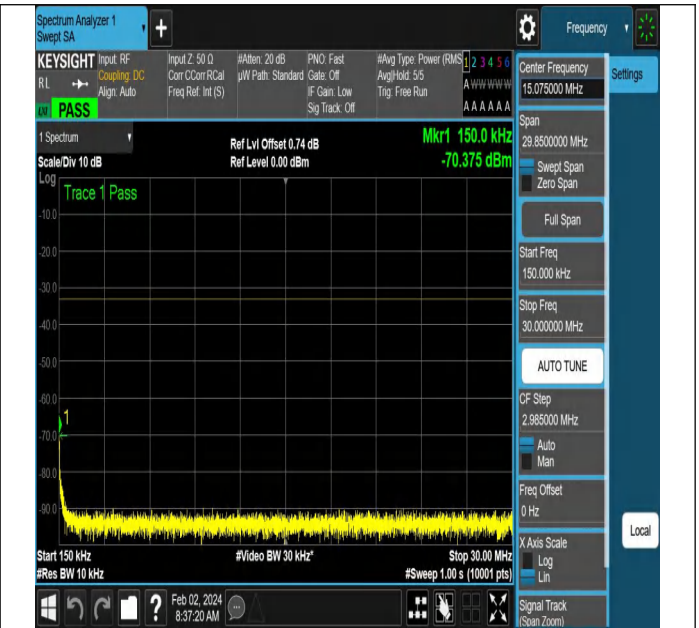 Spectrum Analyzer 1
Swept SA
+
Frequency
KEYSIGHT
RL
PASS
Input: RF
Coupling: DC
Align: Auto
Input Z: 50 Ω
Corr CCorr RCal
Freq Ref: Int (S)
#Atten: 20 dB
µW Path: Standard
PNO: Fast
Gate: Off
IF Gain: Low
Sig Track: Off
#Avg Type: Power (RMS
Avg|Hold: 5/5
Trig: Free Run
1 2 3 4 5 6
A W W W W W
A A A A A A
1 Spectrum
Scale/Div 10 dB
Ref Lvl Offset 0.74 dB
Ref Level 0.00 dBm
Mkr1 150.0 kHz
-70.375 dBm
Log
Trace 1 Pass
-10.0
-20.0
-30.0
-40.0
-50.0
-60.0
-70.0
-80.0
-90.0
1
Start 150 kHz
#Video BW 30 kHz*
Stop 30.00 MHz
#Res BW 10 kHz
#Sweep 1.00 s (10001 pts)
?
Feb 02, 2024
8:37:20 AM
Center Frequency
15.075000 MHz
Settings
Span
29.8500000 MHz
Swept Span
Zero Span
Full Span
Start Freq
150.000 kHz
Stop Freq
30.000000 MHz
AUTO TUNE
CF Step
2.985000 MHz
Auto
Man
Freq Offset
0 Hz
X Axis Scale
Log
Lin
Local
Signal Track
(Span Zoom)